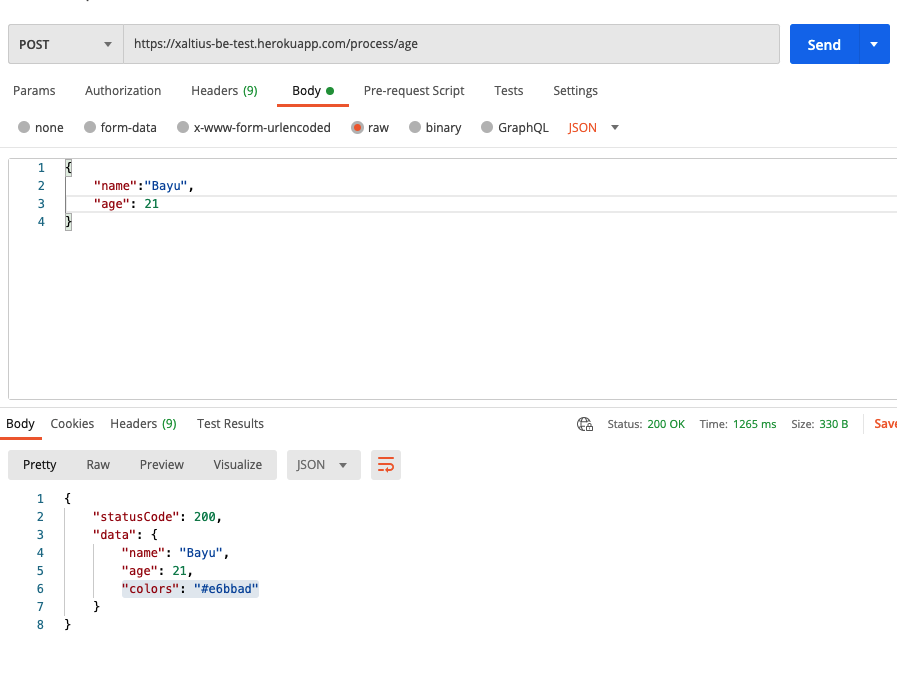 POST https://xaltius-be-test.herokuapp.com/process/age Send
Params Authorization Headers (9) Body Pre-request Script Tests Settings
none form-data x-www-form-urlencoded raw binary GraphQL JSON
1 {
2 "name":"Bayu",
3 "age": 21
4 }
Body Cookies Headers (9) Test Results Status: 200 OK Time: 1265 ms Size: 330 B Save
Pretty Raw Preview Visualize JSON
1 {
2 "statusCode": 200,
3 "data": {
4 "name": "Bayu",
5 "age": 21,
6 "colors": "#e6bbad"
7 }
8 }